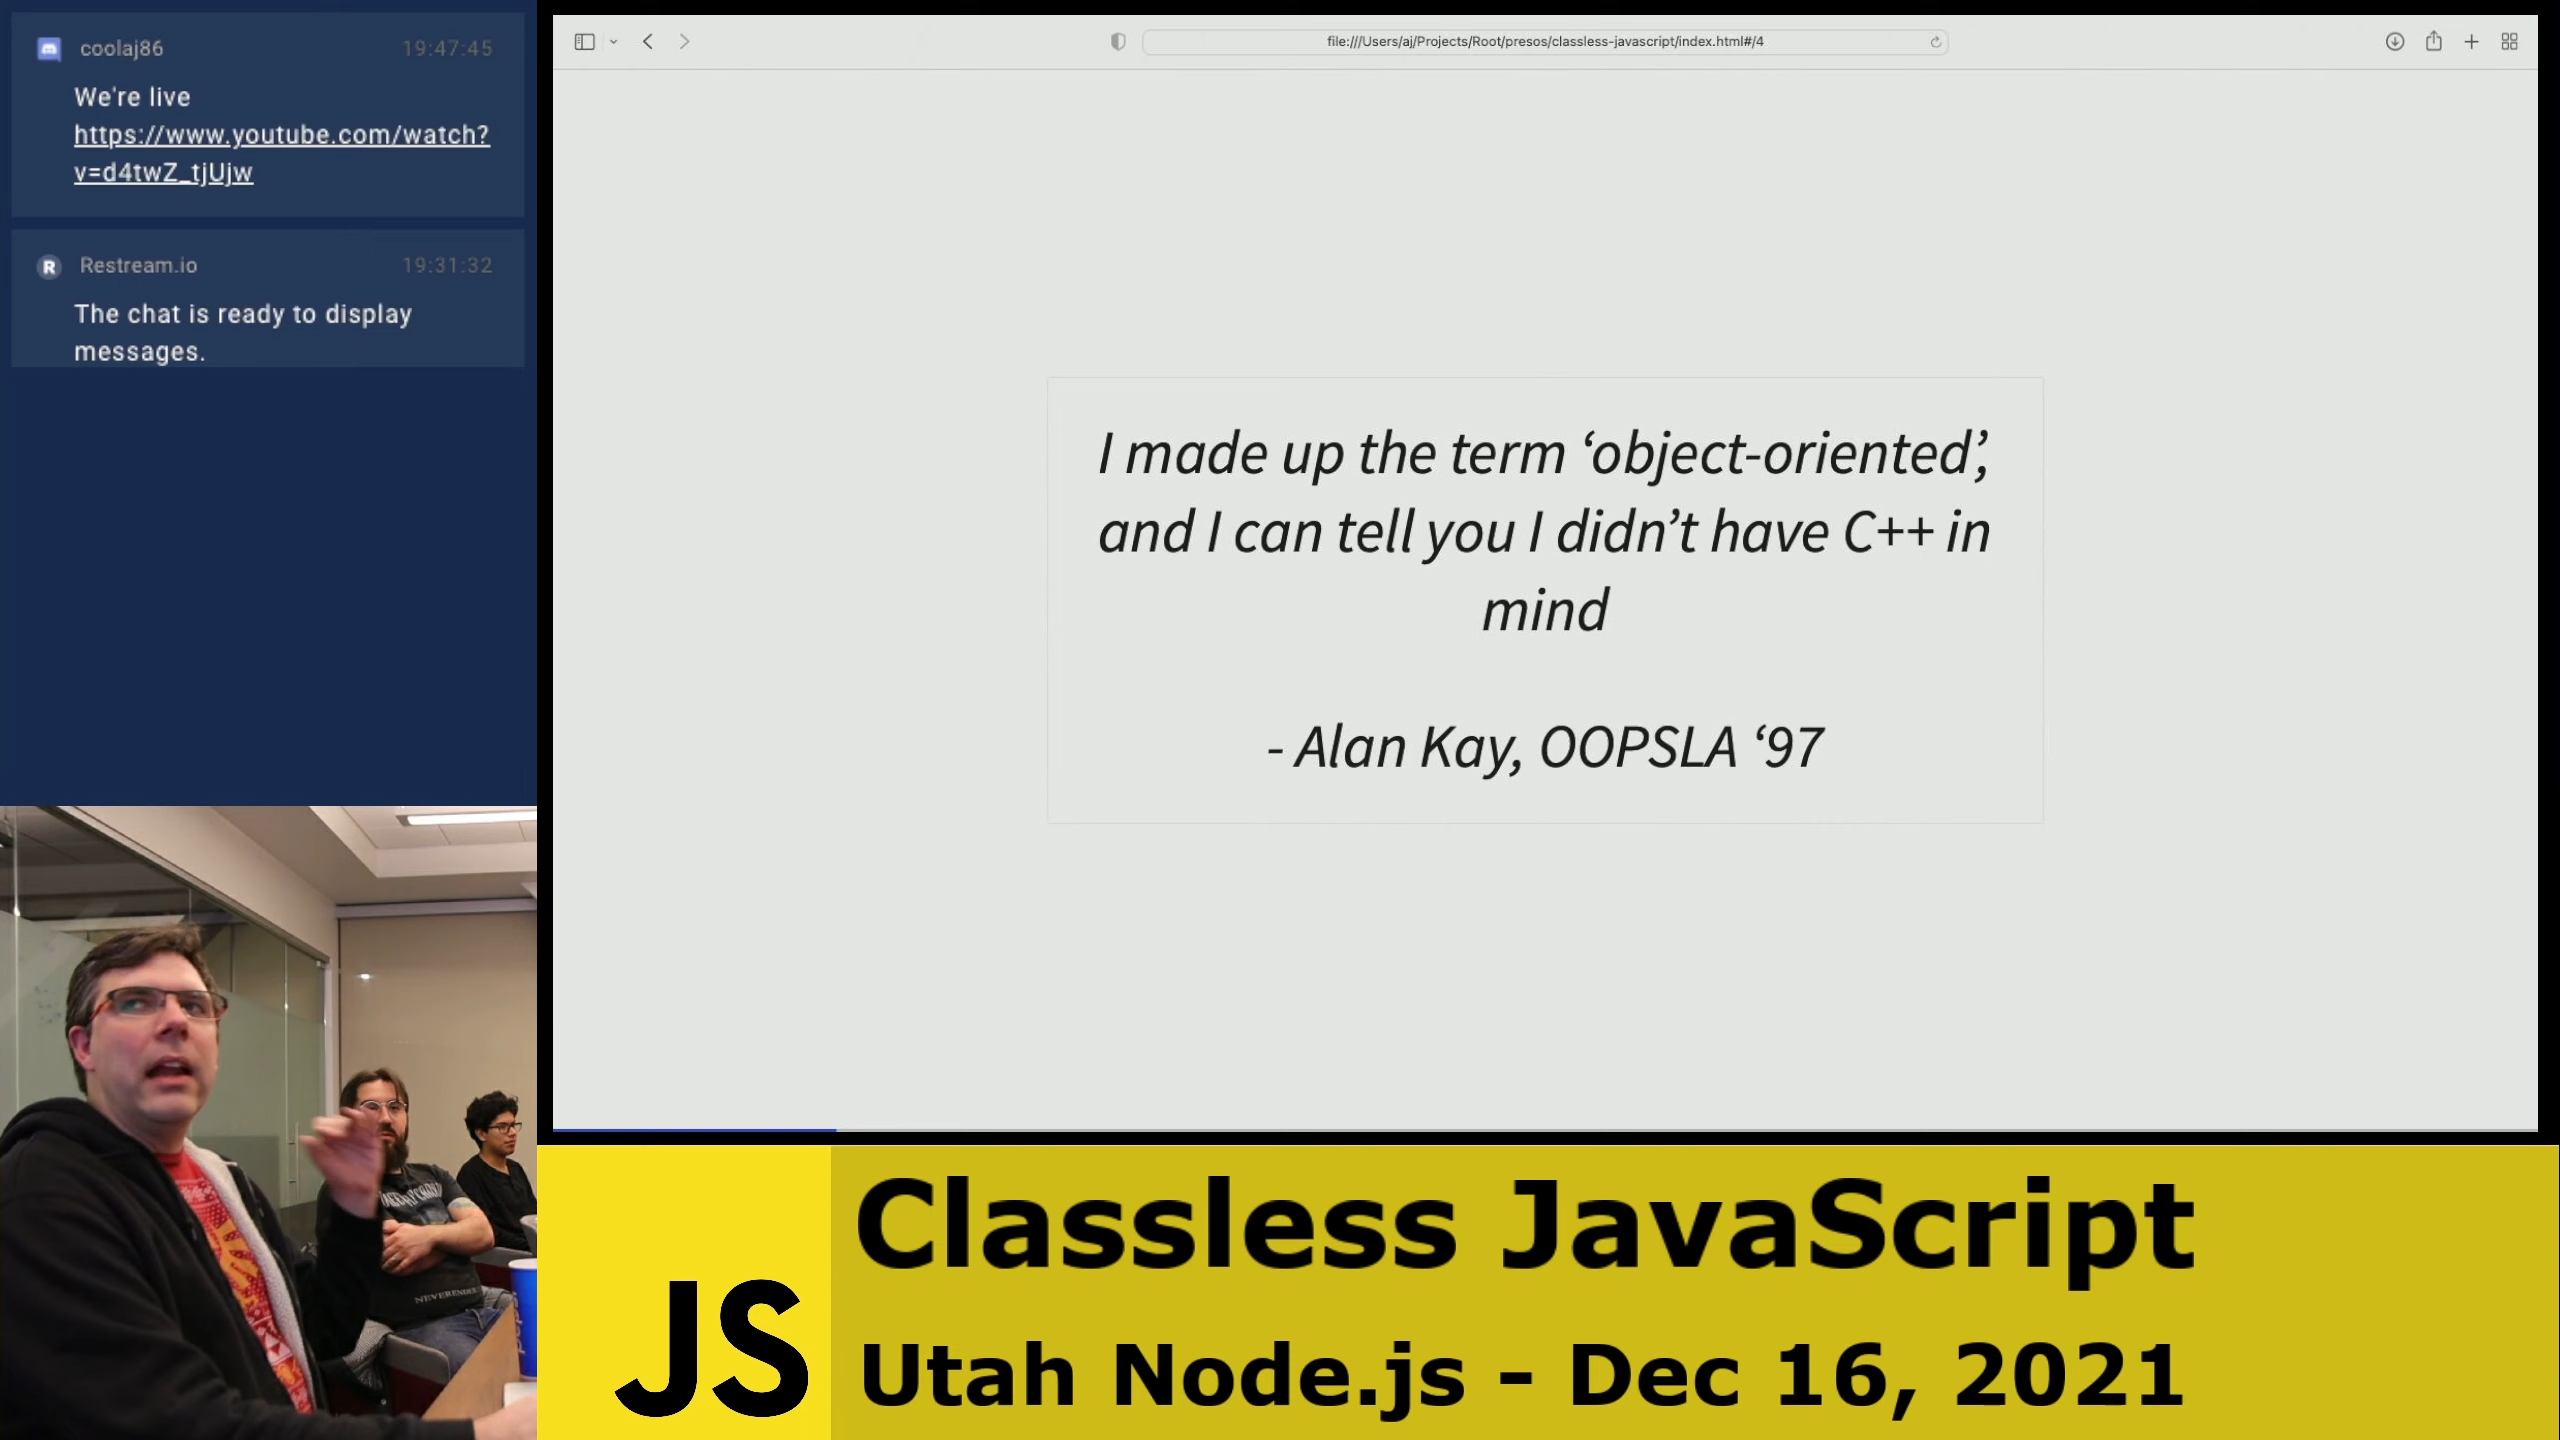 coolaj86 19:47:45
We're live
https://www.youtube.com/watch?
v=d4twZ_tjUjw
R Restream.io 19:31:32
The chat is ready to display
messages.
file:///Users/aj/Projects/Root/presos/classless-javascript/index.html#/4
I made up the term ‘object-oriented’,
and I can tell you I didn’t have C++ in
mind
- Alan Kay, OOPSLA ‘97
NEVERENDER
JS
Classless JavaScript
Utah Node.js - Dec 16, 2021